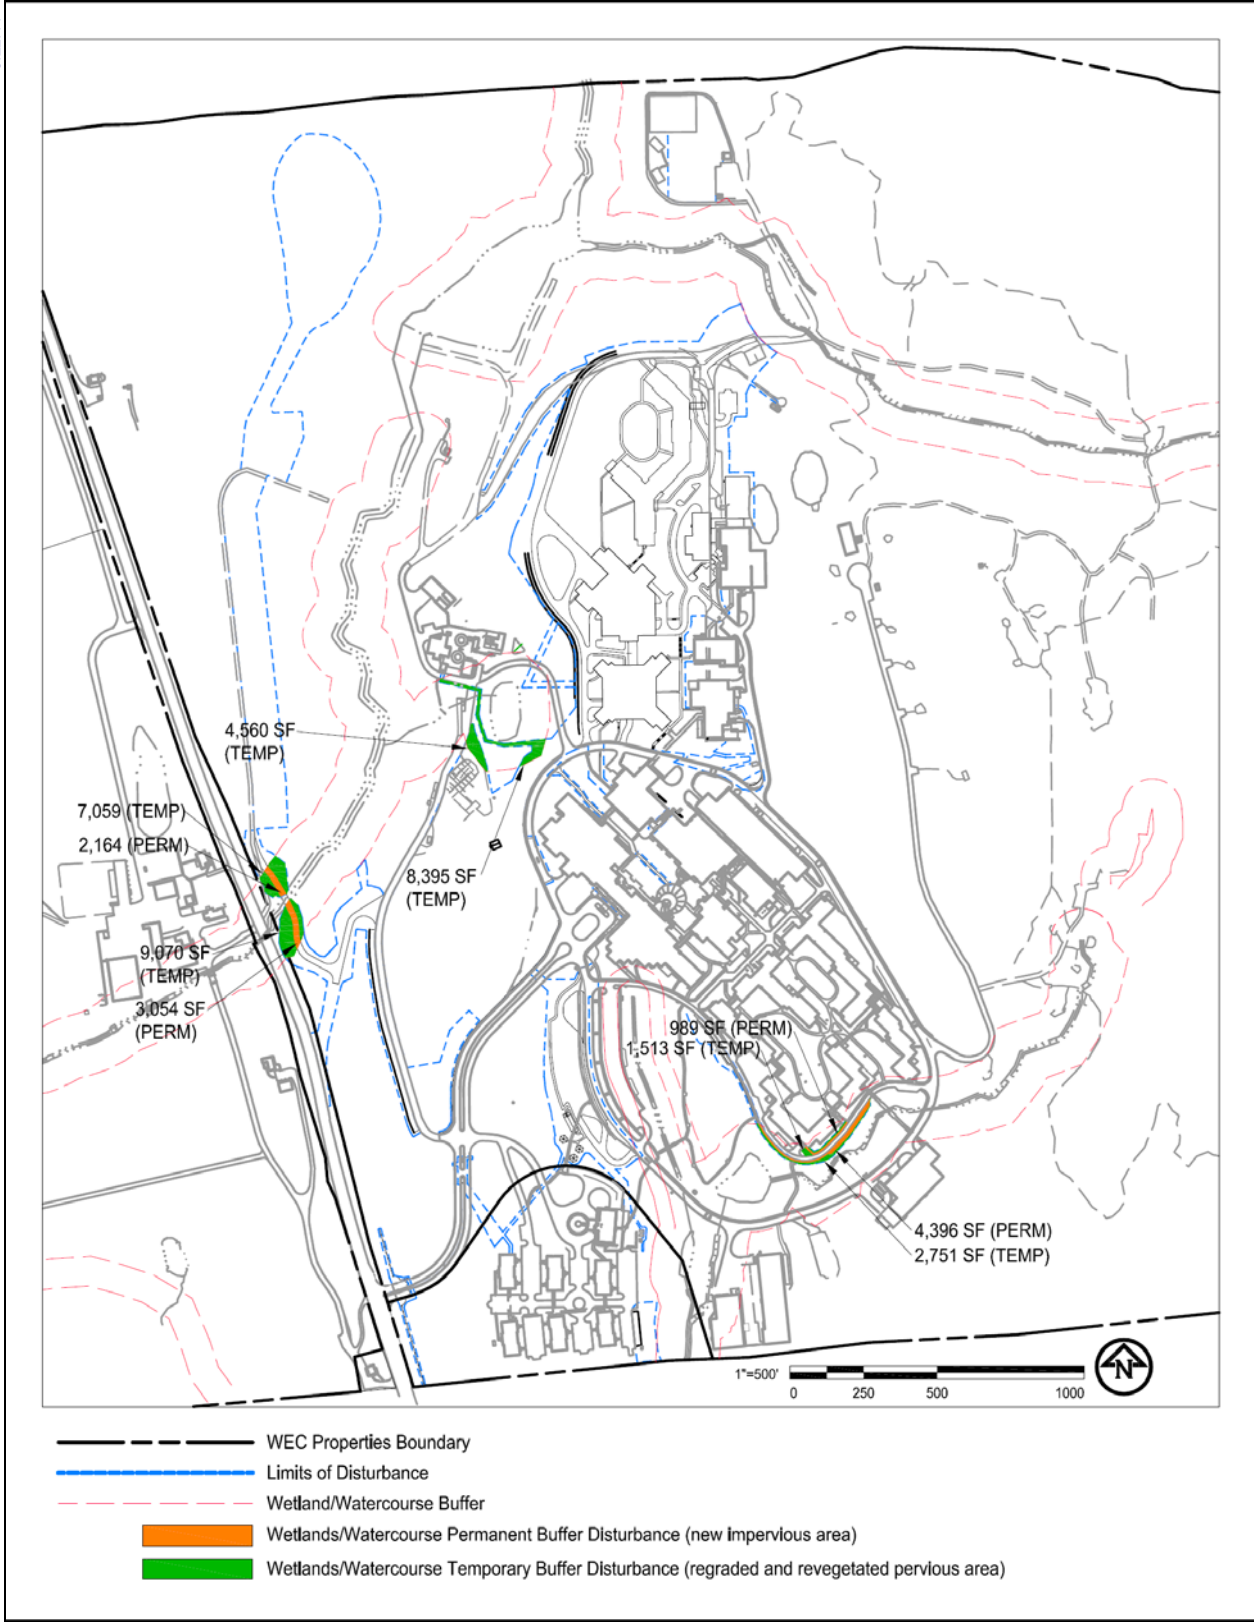 4,560 SF
(TEMP)
7,059 (TEMP)
2,164 (PERM)
8,395 SF
(TEMP)
9,070 SF
(TEMP)
3,054 SF
(PERM)
989 SF (PERM)
1,513 SF (TEMP)
4,396 SF (PERM)
2,751 SF (TEMP)
1"=500'
0 250 500 1000
N
WEC Properties Boundary
Limits of Disturbance
Wetland/Watercourse Buffer
Wetlands/Watercourse Permanent Buffer Disturbance (new impervious area)
Wetlands/Watercourse Temporary Buffer Disturbance (regraded and revegetated pervious area)